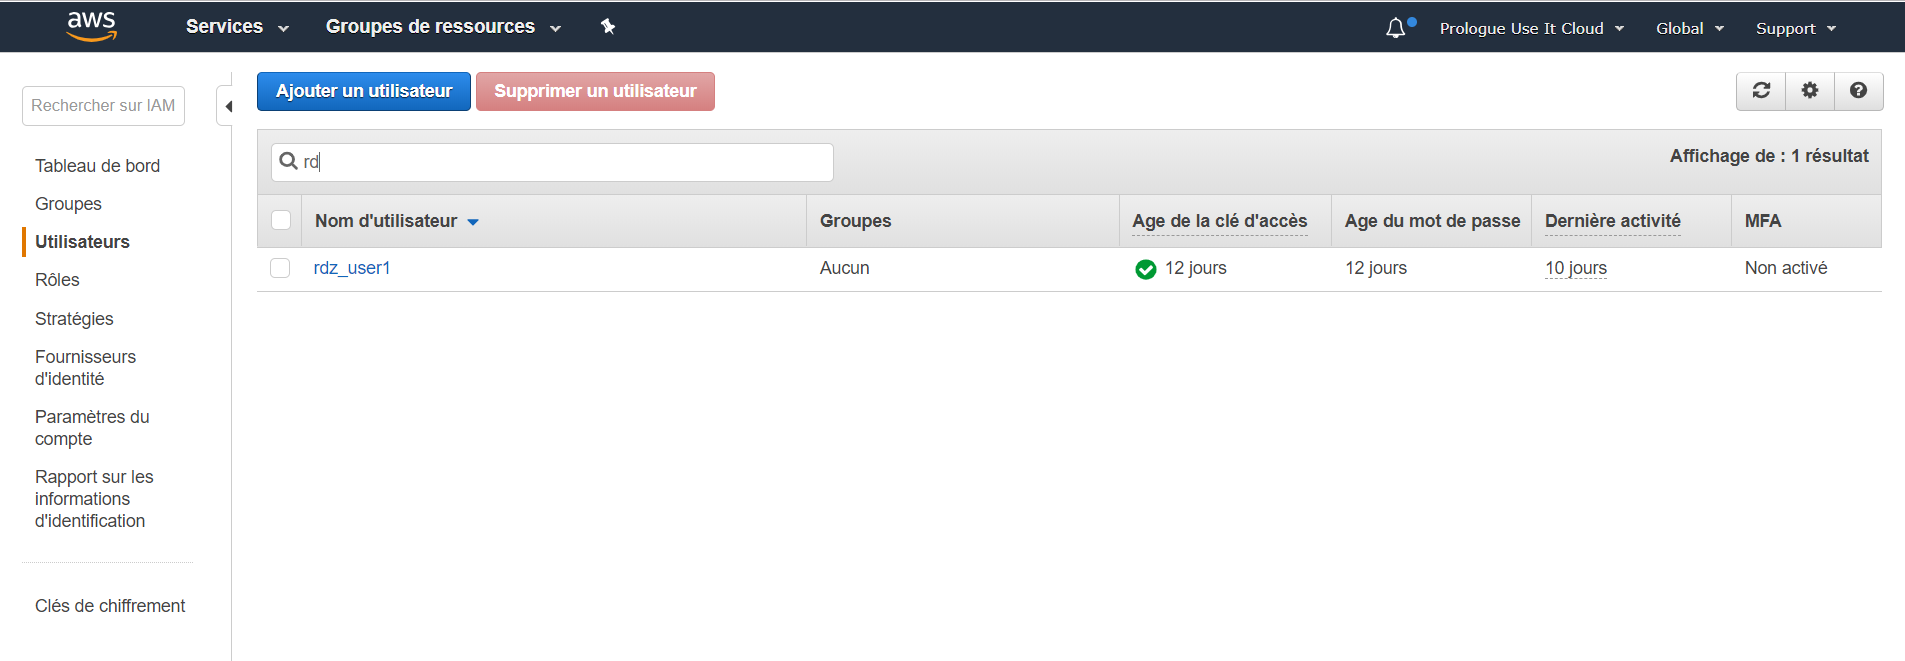 aws Services Groupes de ressources Prologue Use It Cloud Global Support
Rechercher sur IAM
Tableau de bord
Groupes
Utilisateurs
Rôles
Stratégies
Fournisseurs
d'identité
Paramètres du
compte
Rapport sur les
informations
d'identification
Clés de chiffrement
Ajouter un utilisateur Supprimer un utilisateur
rd
Affichage de : 1 résultat
Nom d'utilisateur Groupes Age de la clé d'accès Age du mot de passe Dernière activité MFA
rdz_user1 Aucun 12 jours 12 jours 10 jours Non activé